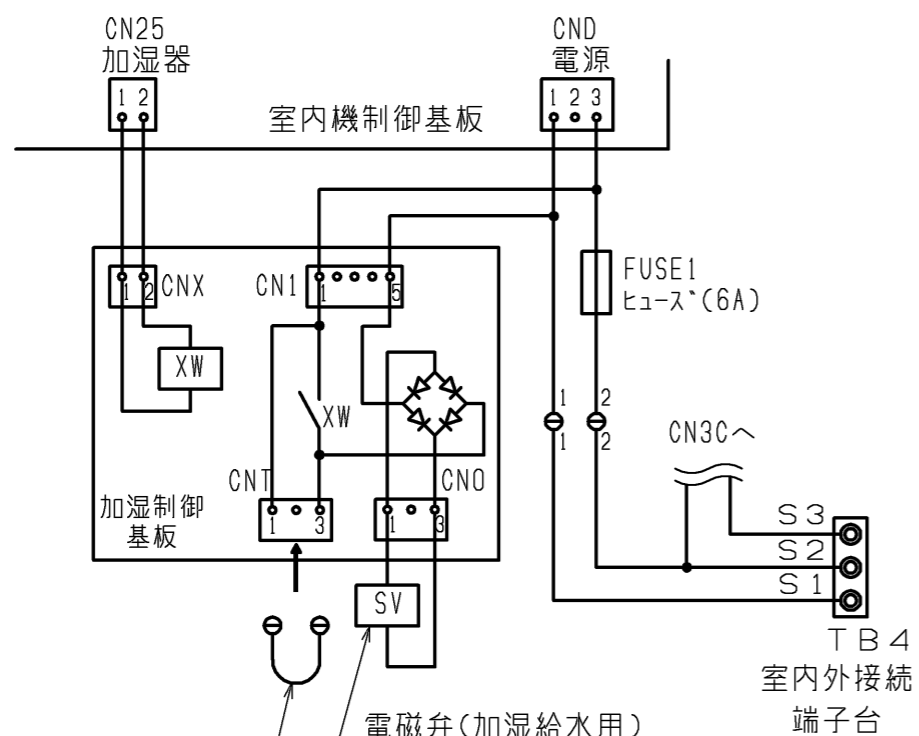 CN25
加湿器
1 2
CND
電源
1 2 3
室内機制御基板
CNX
1 2
CN1
1 5
FUSE1
ヒューズ(6A)
XW
XW
1 2
1 2
CN3Cへ
CNT
1 3
CNO
1 3
加湿制御
基板
S3
S2
S1
SV
TB4
室内外接続
端子台
電磁弁(加湿給水用)